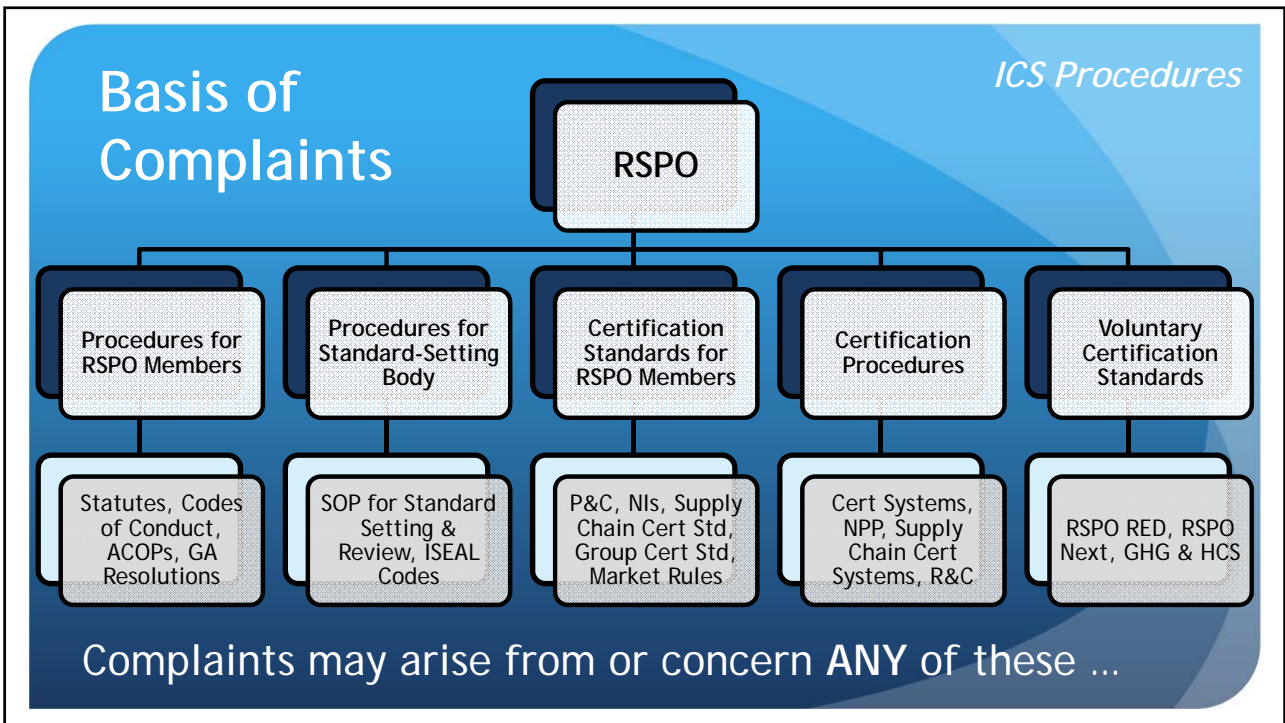 Basis of
Complaints
ICS Procedures
RSPO
Procedures for
RSPO Members
Procedures for
Standard-Setting
Body
Certification
Standards for
RSPO Members
Certification
Procedures
Voluntary
Certification
Standards
Statutes, Codes
of Conduct,
ACOPs, GA
Resolutions
SOP for Standard
Setting &
Review, ISEAL
Codes
P&C, NIs, Supply
Chain Cert Std,
Group Cert Std,
Market Rules
Cert Systems,
NPP, Supply
Chain Cert
Systems, R&C
RSPO RED, RSPO
Next, GHG & HCS
Complaints may arise from or concern ANY of these ...